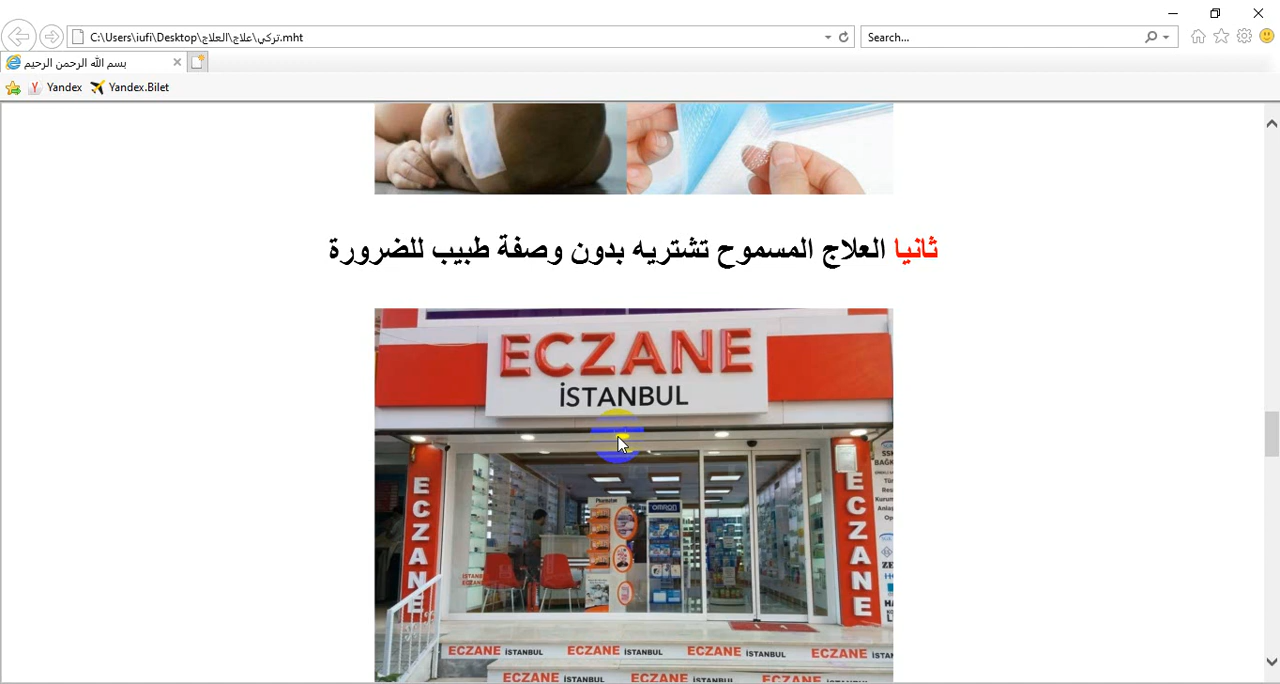 C:\Users\iufi\Desktop\علاج\العلاج\تركي.mht
Search...
بسم الله الرحمن الرحيم
Yandex
Yandex.Bilet
ثانيا العلاج المسموح تشتريه بدون وصفة طبيب للضرورة
ECZANE
İSTANBUL
ECZANE
OMRON
ECZANE
ECZANE İSTANBUL ECZANE İSTANBUL ECZANE İSTANBUL ECZANE
ECZANE İSTANBUL ECZANE İSTANBUL ECZANE